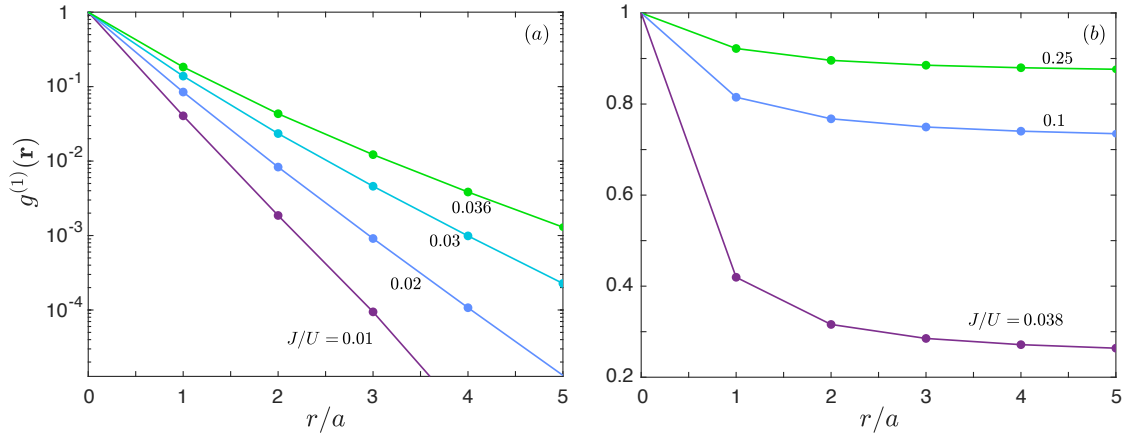 1
10⁻¹
10⁻²
10⁻³
10⁻⁴
g⁽¹⁾(r)
(a)
0.036
0.03
0.02
J/U = 0.01
0 1 2 3 4 5
r/a
1
0.8
0.6
0.4
0.2
(b)
0.25
0.1
J/U = 0.038
0 1 2 3 4 5
r/a